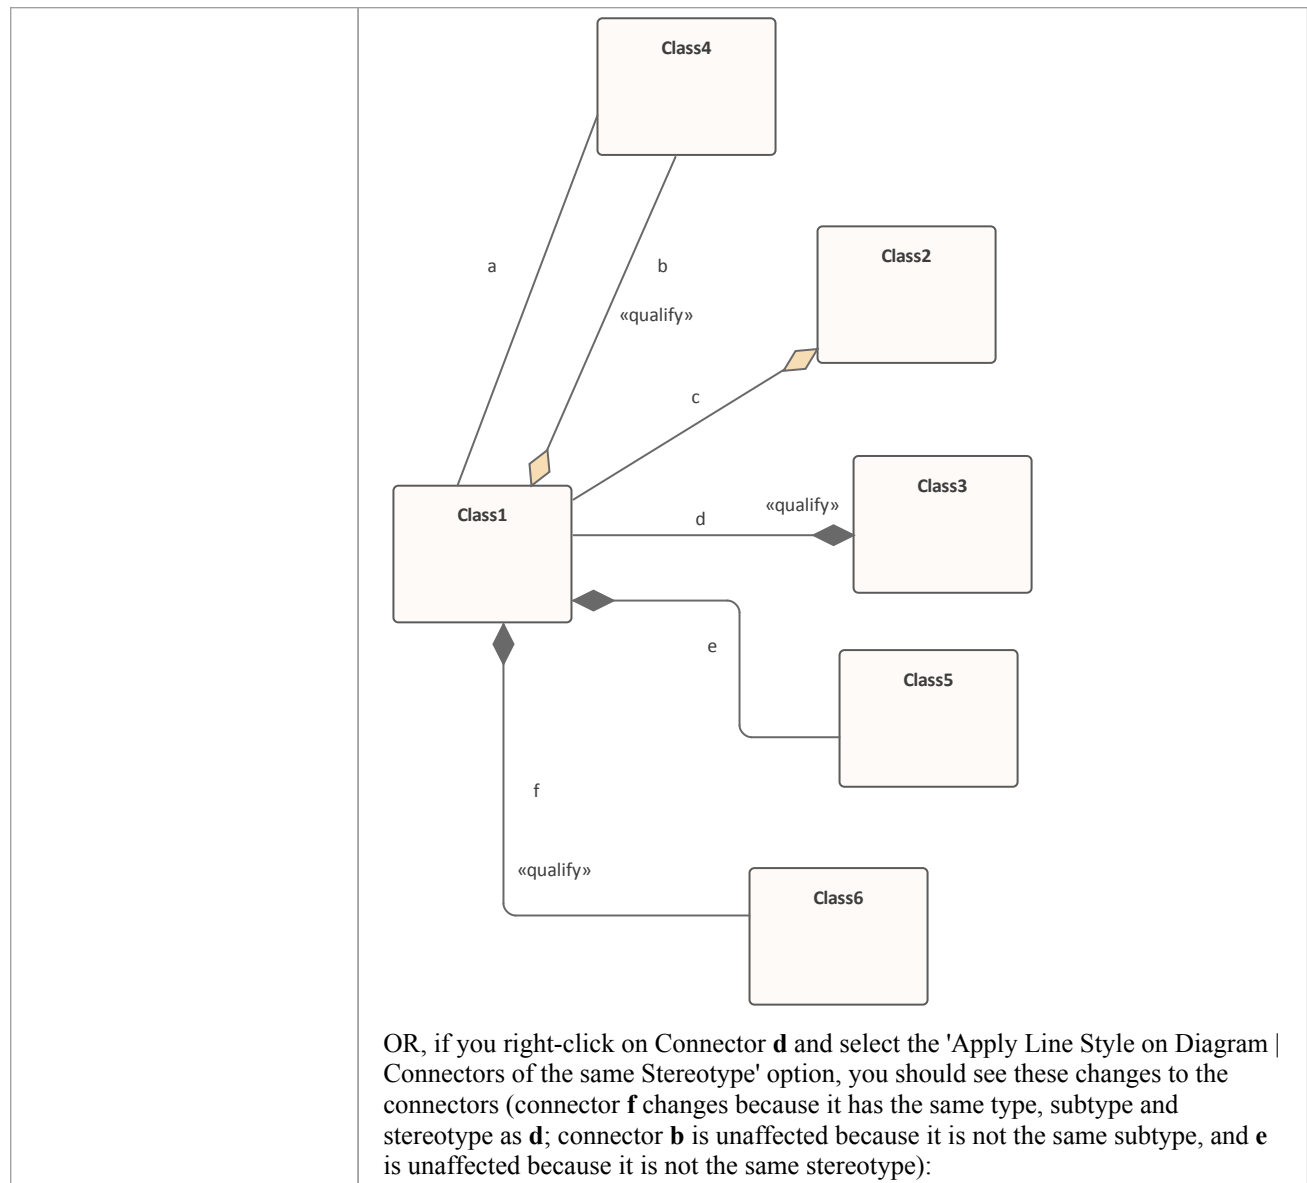 Class4
a
b
«qualify»
Class2
c
Class1
d
«qualify»
Class3
e
Class5
f
«qualify»
Class6
OR, if you right-click on Connector d and select the 'Apply Line Style on Diagram |
Connectors of the same Stereotype' option, you should see these changes to the
connectors (connector f changes because it has the same type, subtype and
stereotype as d; connector b is unaffected because it is not the same subtype, and e
is unaffected because it is not the same stereotype):